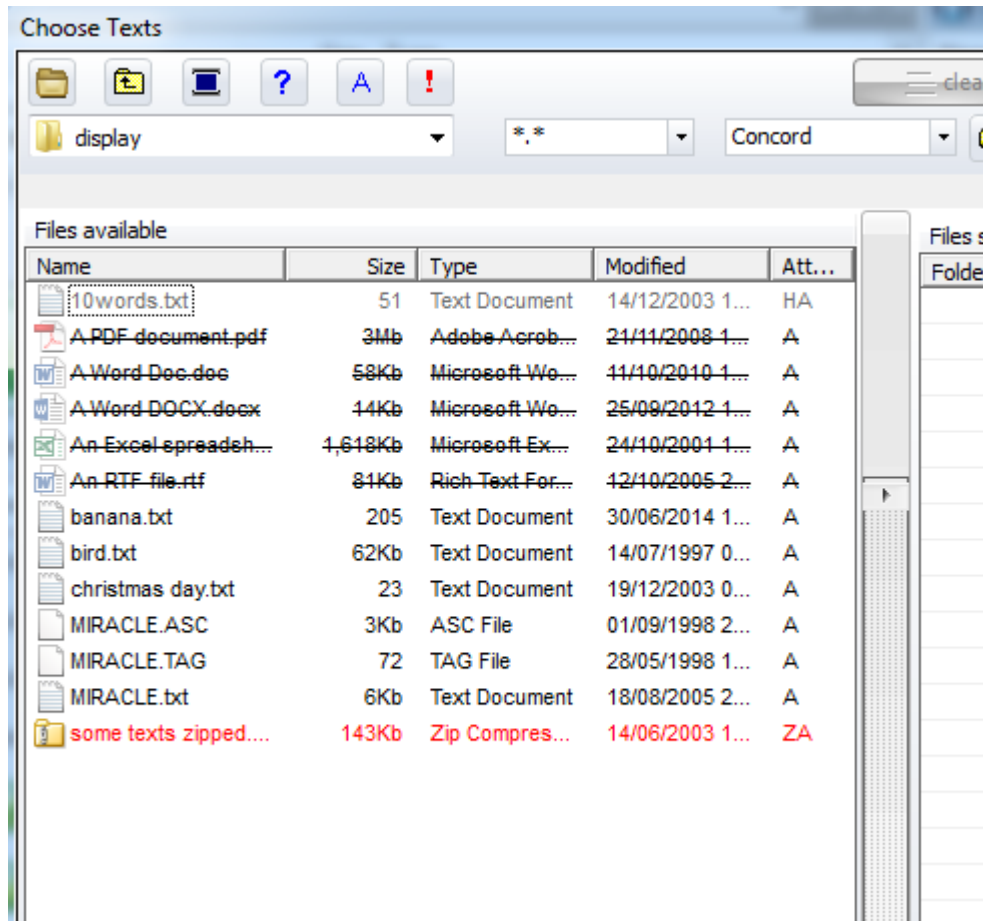 Choose Texts
? A ! clea
display *.* Concord
Files available Files s
Name Size Type Modified Att... Folde
10words.txt 51 Text Document 14/12/2003 1... HA
A PDF document.pdf 3Mb Adobe Acrob... 21/11/2008 1... A
A Word Doc.doc 58Kb Microsoft Wo... 11/10/2010 1... A
A Word DOCX.docx 14Kb Microsoft Wo... 25/09/2012 1... A
An Excel spreadsh... 1,618Kb Microsoft Ex... 24/10/2001 1... A
An RTF file.rtf 81Kb Rich Text For... 12/10/2005 2... A
banana.txt 205 Text Document 30/06/2014 1... A
bird.txt 62Kb Text Document 14/07/1997 0... A
christmas day.txt 23 Text Document 19/12/2003 0... A
MIRACLE.ASC 3Kb ASC File 01/09/1998 2... A
MIRACLE.TAG 72 TAG File 28/05/1998 1... A
MIRACLE.txt 6Kb Text Document 18/08/2005 2... A
some texts zipped.... 143Kb Zip Compres... 14/06/2003 1... ZA